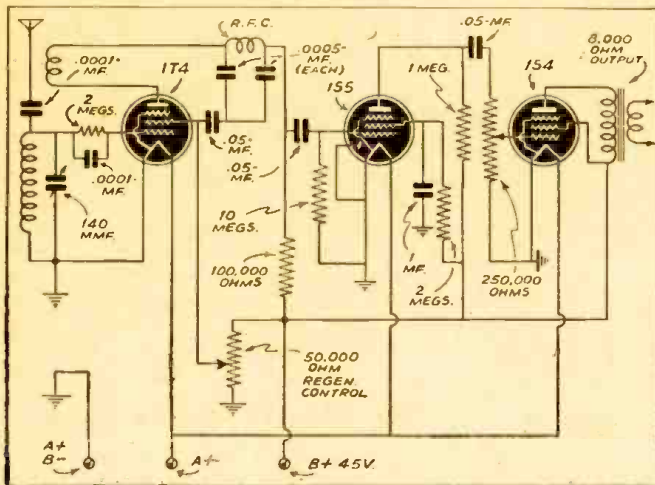 R.F.C.
.0001-
MF.
1T4
.0005-
MF.
(EACH)
1S5
.05-MF.
1 MEG.
1S4
8,000
OHM
OUTPUT
2
MEGS.
.0001-
MF.
140
MMF.
.05-
MF.
.05-
MF.
10
MEGS.
100,000
OHMS
1
MF.
2
MEGS.
250,000
OHMS
50,000
OHM
REGEN.
CONTROL
A+
B-
A+
B+ 45V.